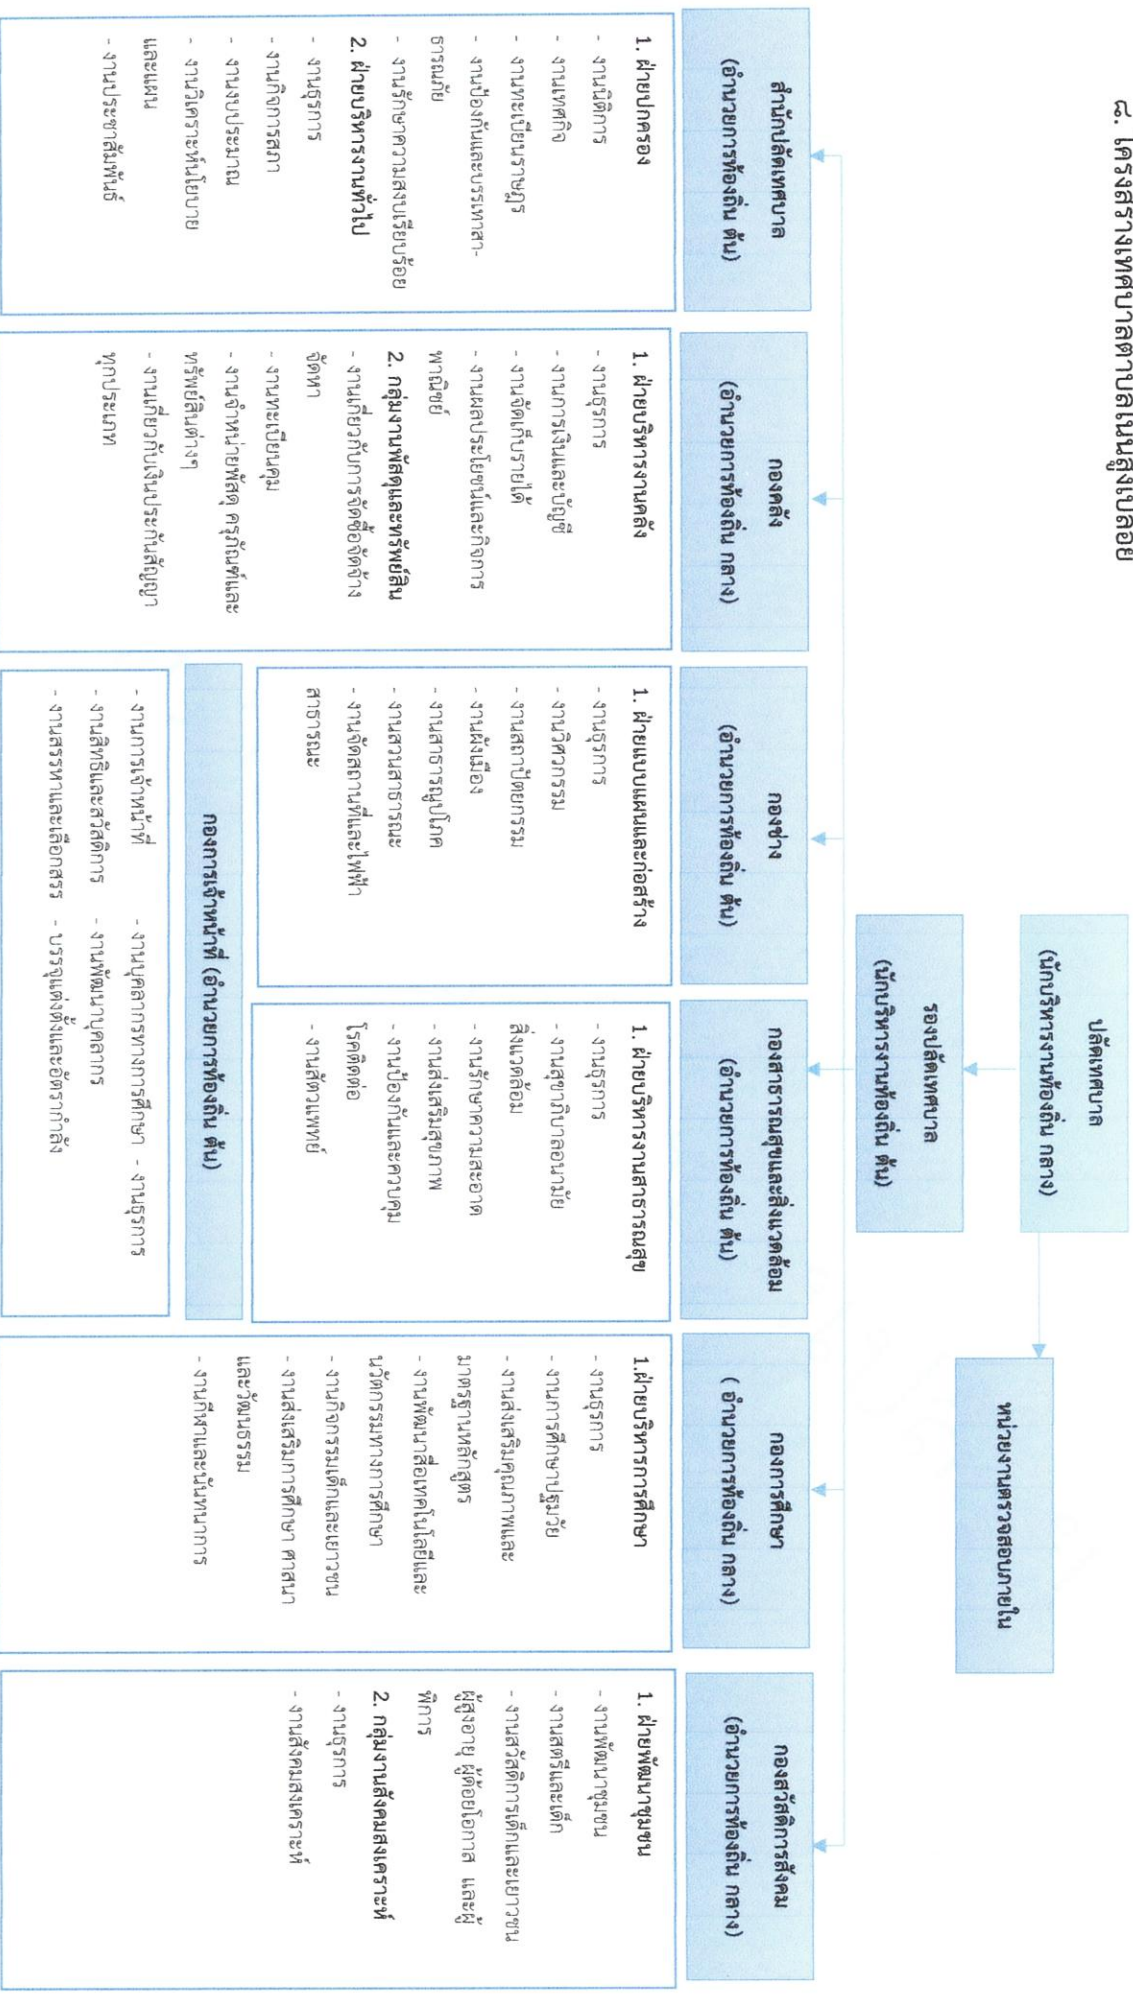 ๘. โครงสร้างเทศบาลตำบลเนินสูงเปลือย
ปลัดเทศบาล
(นักบริหารงานท้องถิ่น กลาง)
หน่วยงานตรวจสอบภายใน
รองปลัดเทศบาล
(นักบริหารงานท้องถิ่น ต้น)
สำนักปลัดเทศบาล
(อำนวยการท้องถิ่น ต้น)
1. ฝ่ายปกครอง
- งานนิติการ
- งานเทศกิจ
- งานทะเบียนราษฎร
- งานป้องกันและบรรเทาสา-
ธารณภัย
- งานรักษาความสงบเรียบร้อย
2. ฝ่ายบริหารงานทั่วไป
- งานธุรการ
- งานกิจการสภา
- งานงบประมาณ
- งานวิเคราะห์นโยบาย
และแผน
- งานประชาสัมพันธ์
กองคลัง
(อำนวยการท้องถิ่น กลาง)
1. ฝ่ายบริหารงานคลัง
- งานธุรการ
- งานการเงินและบัญชี
- งานจัดเก็บรายได้
- งานผลประโยชน์และกิจการ
พาณิชย์
2. กลุ่มงานพัสดุและทรัพย์สิน
- งานเกี่ยวกับการจัดซื้อจัดจ้าง
จัดหา
- งานทะเบียนคุม
- งานจำหน่ายพัสดุ ครุภัณฑ์และ
ทรัพย์สินต่างๆ
- งานเกี่ยวกับเงินประกันสัญญา
ทุกประเภท
กองช่าง
(อำนวยการท้องถิ่น ต้น)
1. ฝ่ายแบบแผนและก่อสร้าง
- งานธุรการ
- งานวิศวกรรม
- งานสถาปัตยกรรม
- งานผังเมือง
- งานสาธารณูปโภค
- งานสวนสาธารณะ
- งานจัดสถานที่และไฟฟ้า
สาธารณะ
กองสาธารณสุขและสิ่งแวดล้อม
(อำนวยการท้องถิ่น ต้น)
1. ฝ่ายบริหารงานสาธารณสุข
- งานธุรการ
- งานสุขาภิบาลอนามัย
สิ่งแวดล้อม
- งานรักษาความสะอาด
- งานส่งเสริมสุขภาพ
- งานป้องกันและควบคุม
โรคติดต่อ
- งานสัตวแพทย์
กองการเจ้าหน้าที่ (อำนวยการท้องถิ่น ต้น)
- งานการเจ้าหน้าที่ - งานบุคลากรทางการศึกษา - งานธุรการ
- งานสิทธิและสวัสดิการ - งานพัฒนาบุคลากร
- งานสรรหาและเลือกสรร - บรรจุแต่งตั้งและอัตรากำลัง
กองการศึกษา
( อำนวยการท้องถิ่น กลาง)
1.ฝ่ายบริหารการศึกษา
- งานธุรการ
- งานการศึกษาปฐมวัย
- งานส่งเสริมคุณภาพและ
มาตรฐานหลักสูตร
- งานพัฒนาสื่อเทคโนโลยีและ
นวัตกรรมทางการศึกษา
- งานกิจกรรมเด็กและเยาวชน
- งานส่งเสริมการศึกษา ศาสนา
และวัฒนธรรม
- งานกีฬาและนันทนาการ
กองสวัสดิการสังคม
(อำนวยการท้องถิ่น กลาง)
1. ฝ่ายพัฒนาชุมชน
- งานพัฒนาชุมชน
- งานสตรีและเด็ก
- งานสวัสดิการเด็กและเยาวชน
ผู้สูงอายุ ผู้ด้อยโอกาส และผู้
พิการ
2. กลุ่มงานสังคมสงเคราะห์
- งานธุรการ
- งานสังคมสงเคราะห์